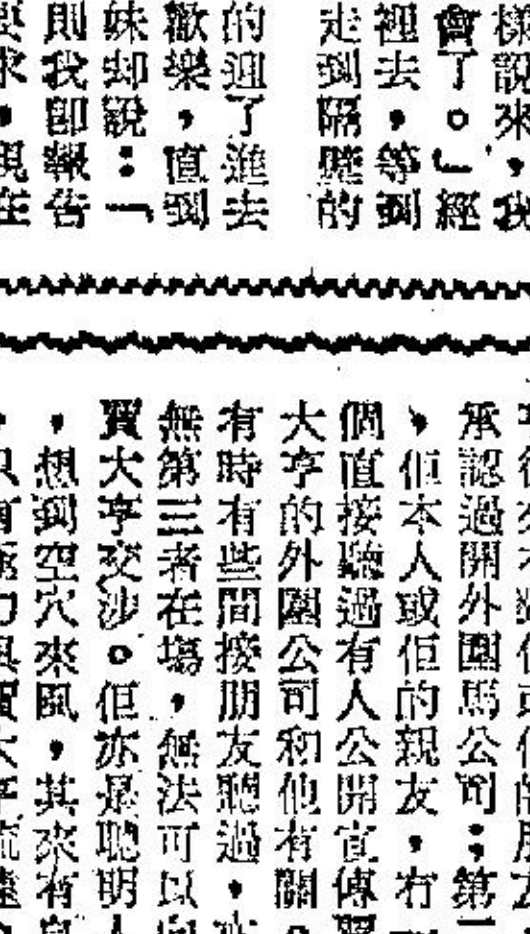 樣說來，我
會了。」經
裡去，等到
走到隔壁的
的迎了進去
歡樂，直到
妹却說：「
則我卽報告
求，現在
承認過開外圍馬公司；第
，佢本人或佢的親友，冇
個直接聽過有人公開宣傳
大亨的外圍公司和他有關
有時有些間接朋友聽過，
無第三者在塲，無法可以
賈大亨交涉。佢亦是聰明
，想到空穴來風，其來有